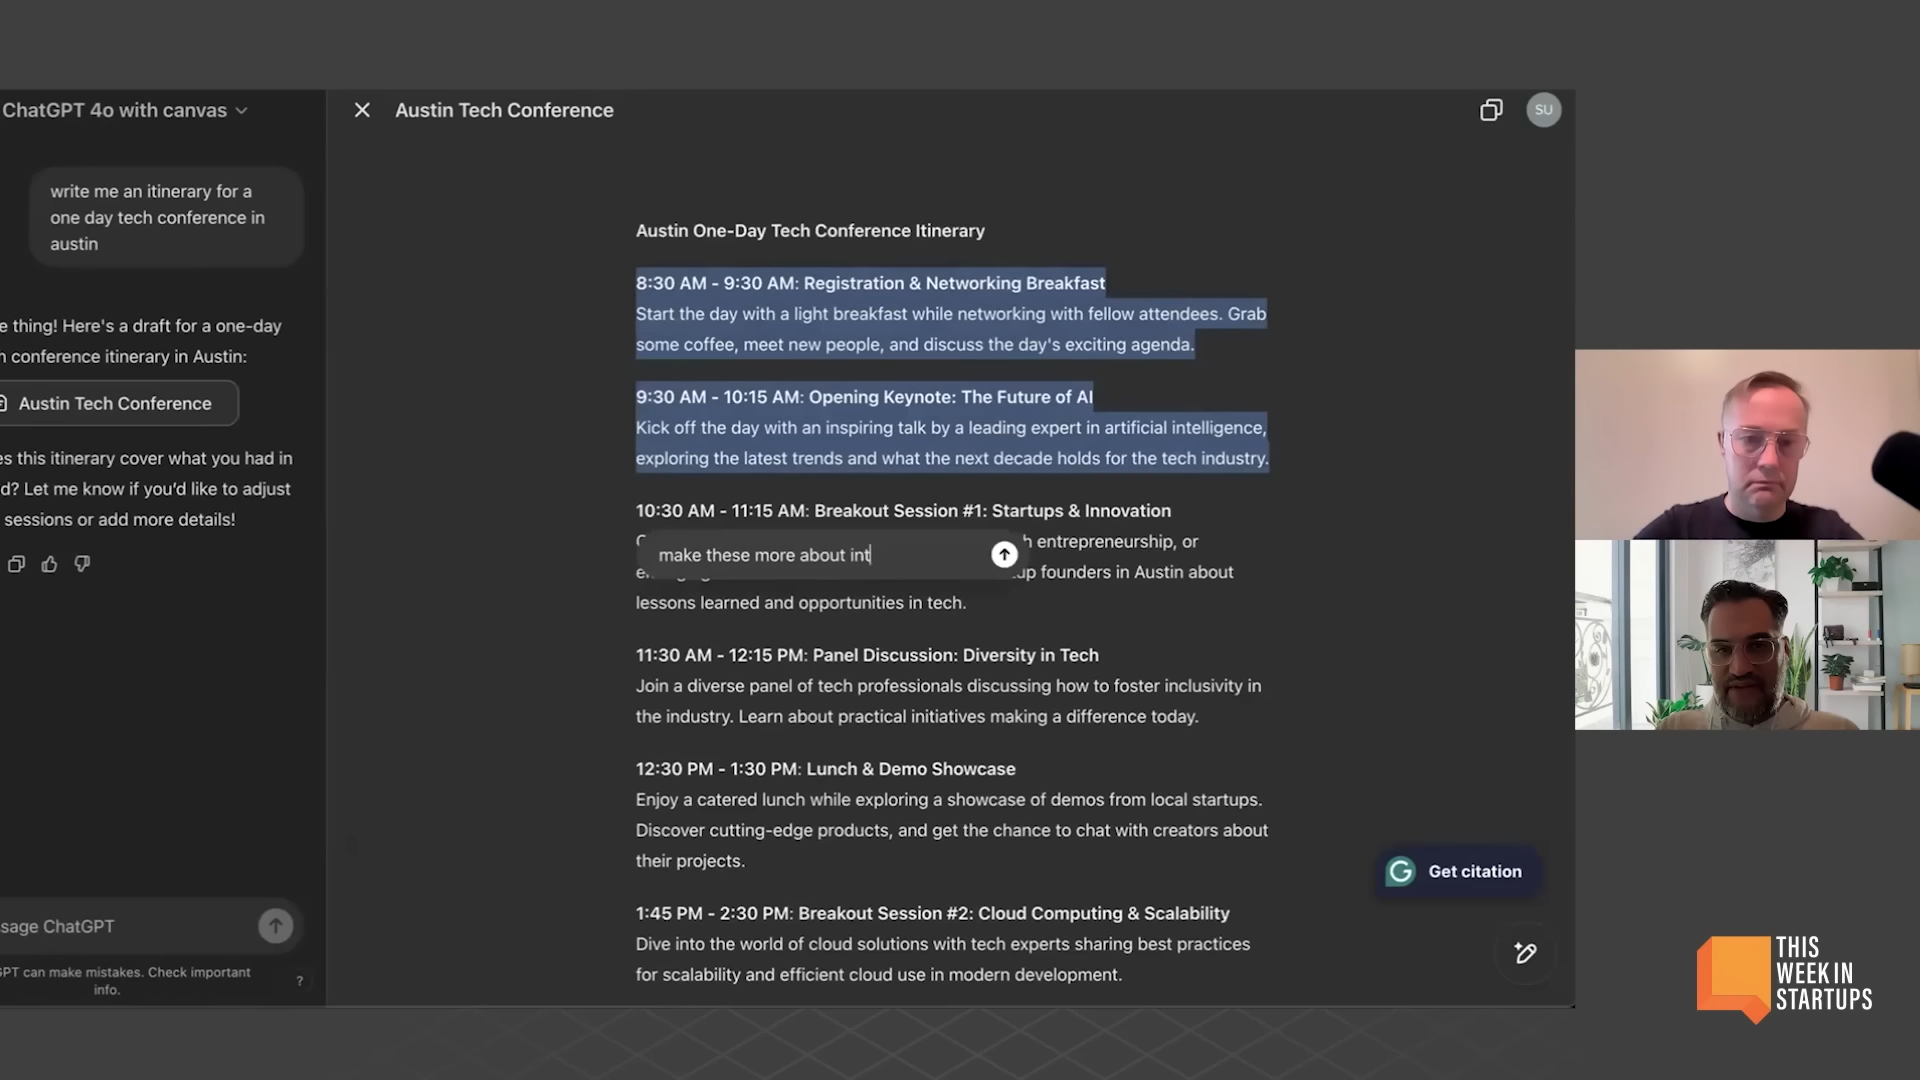 ChatGPT 4o with canvas
Austin Tech Conference
SU
write me an itinerary for a
one day tech conference in
austin
e thing! Here's a draft for a one-day
conference itinerary in Austin:
Austin Tech Conference
es this itinerary cover what you had in
d? Let me know if you'd like to adjust
sessions or add more details!
ssage ChatGPT
GPT can make mistakes. Check important
info.
?
Austin One-Day Tech Conference Itinerary
8:30 AM - 9:30 AM: Registration & Networking Breakfast
Start the day with a light breakfast while networking with fellow attendees. Grab
some coffee, meet new people, and discuss the day's exciting agenda.
9:30 AM - 10:15 AM: Opening Keynote: The Future of AI
Kick off the day with an inspiring talk by a leading expert in artificial intelligence,
exploring the latest trends and what the next decade holds for the tech industry.
10:30 AM - 11:15 AM: Breakout Session #1: Startups & Innovation
entrepreneurship, or
make these more about int
up founders in Austin about
lessons learned and opportunities in tech.
11:30 AM - 12:15 PM: Panel Discussion: Diversity in Tech
Join a diverse panel of tech professionals discussing how to foster inclusivity in
the industry. Learn about practical initiatives making a difference today.
12:30 PM - 1:30 PM: Lunch & Demo Showcase
Enjoy a catered lunch while exploring a showcase of demos from local startups.
Discover cutting-edge products, and get the chance to chat with creators about
their projects.
1:45 PM - 2:30 PM: Breakout Session #2: Cloud Computing & Scalability
Dive into the world of cloud solutions with tech experts sharing best practices
for scalability and efficient cloud use in modern development.
Get citation
THIS
WEEK IN
STARTUPS